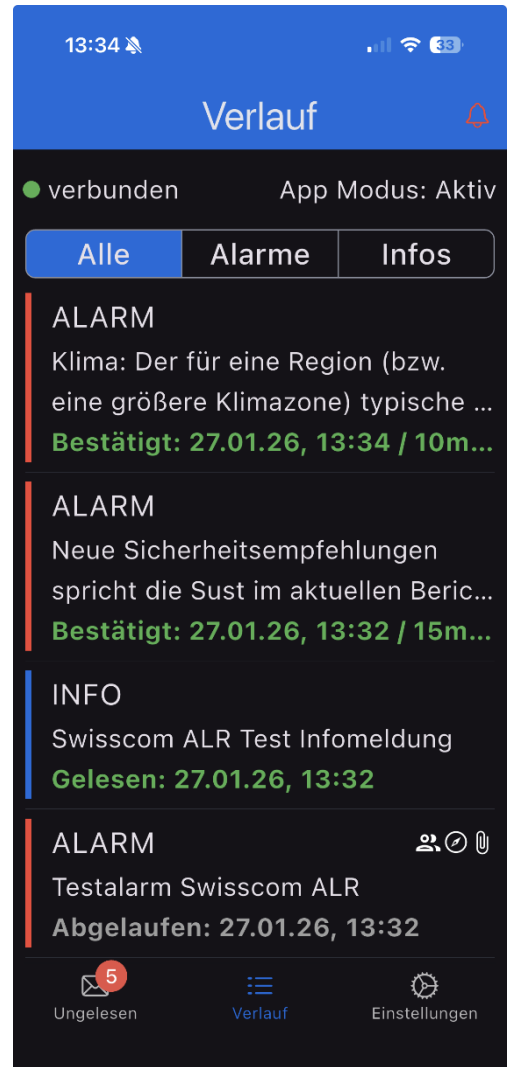 13:34
33
Verlauf
verbunden
App Modus: Aktiv
Alle
Alarme
Infos
ALARM
Klima: Der für eine Region (bzw.
eine größere Klimazone) typische ...
Bestätigt: 27.01.26, 13:34 / 10m...
ALARM
Neue Sicherheitsempfehlungen
spricht die Sust im aktuellen Beric...
Bestätigt: 27.01.26, 13:32 / 15m...
INFO
Swisscom ALR Test Infomeldung
Gelesen: 27.01.26, 13:32
ALARM
Testalarm Swisscom ALR
Abgelaufen: 27.01.26, 13:32
5
Ungelesen
Verlauf
Einstellungen